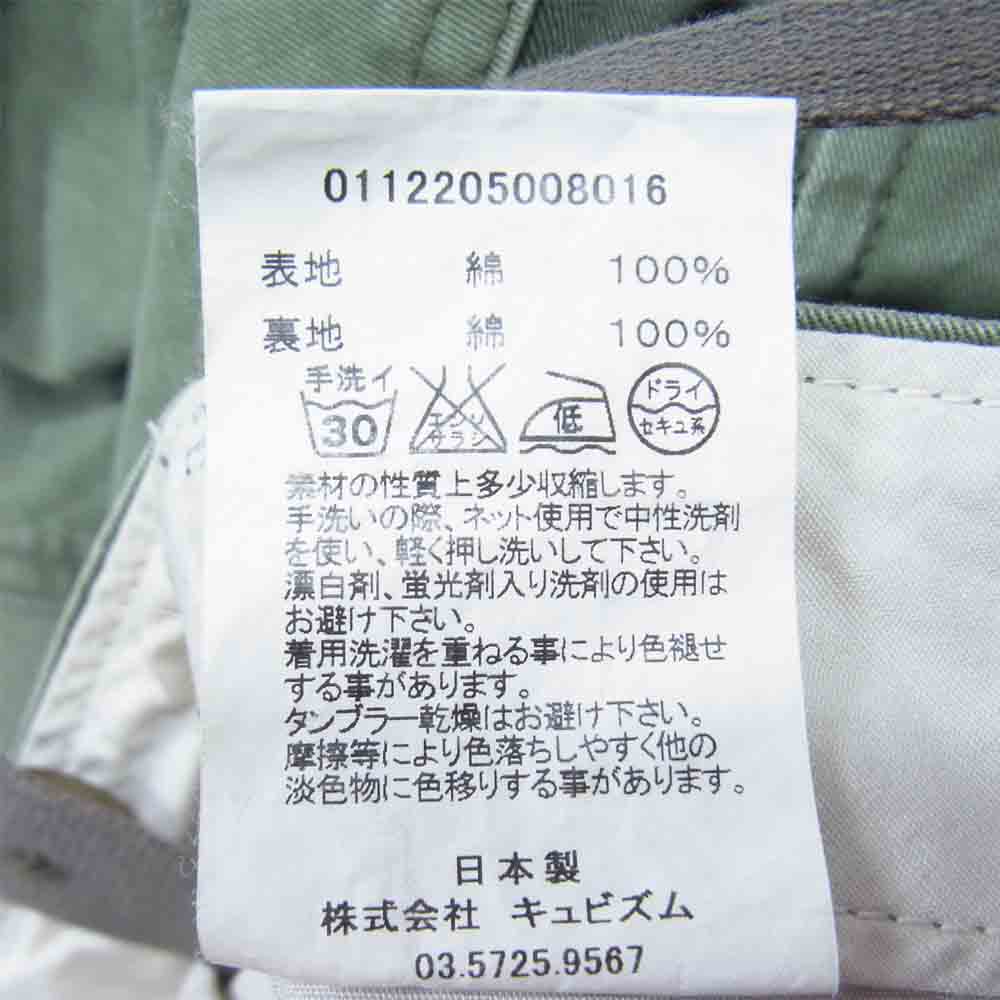 0112205008016
表地 綿 100%
裏地 綿 100%
手洗イ
30
エンソ
サラシ
低
ドライ
セキユ系
素材の性質上多少収縮します。
手洗いの際、ネット使用で中性洗剤
を使い、軽く押し洗いして下さい。
漂白剤、蛍光剤入り洗剤の使用は
お避け下さい。
着用洗濯を重ねる事により色褪せ
する事があります。
タンブラー乾燥はお避け下さい。
摩擦等により色落ちしやすく他の
淡色物に色移りする事があります。
日本製
株式会社 キュビズム
03.5725.9567